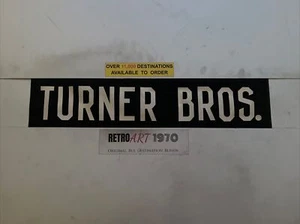 OVER 11,000 DESTINATIONS
AVAILABLE TO ORDER
TURNER BROS.
RETRO ART 1970